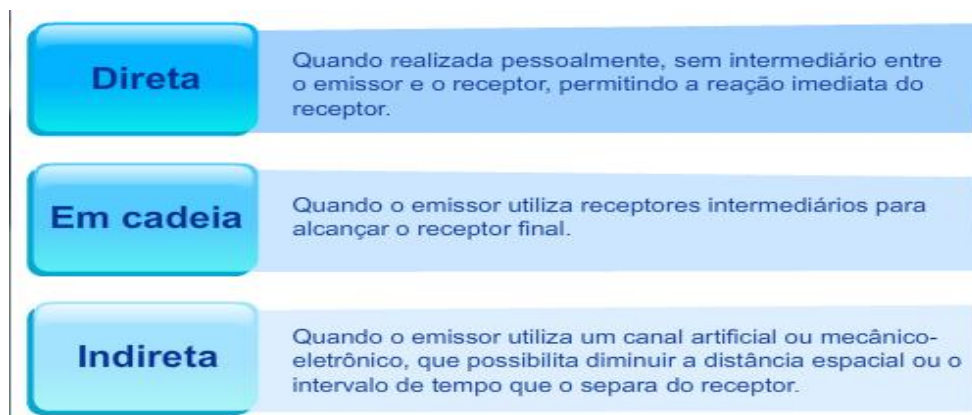 Direta
Quando realizada pessoalmente, sem intermediário entre
o emissor e o receptor, permitindo a reação imediata do
receptor.
Em cadeia
Quando o emissor utiliza receptores intermediários para
alcançar o receptor final.
Indireta
Quando o emissor utiliza um canal artificial ou mecânico-
eletrônico, que possibilita diminuir a distância espacial ou o
intervalo de tempo que o separa do receptor.